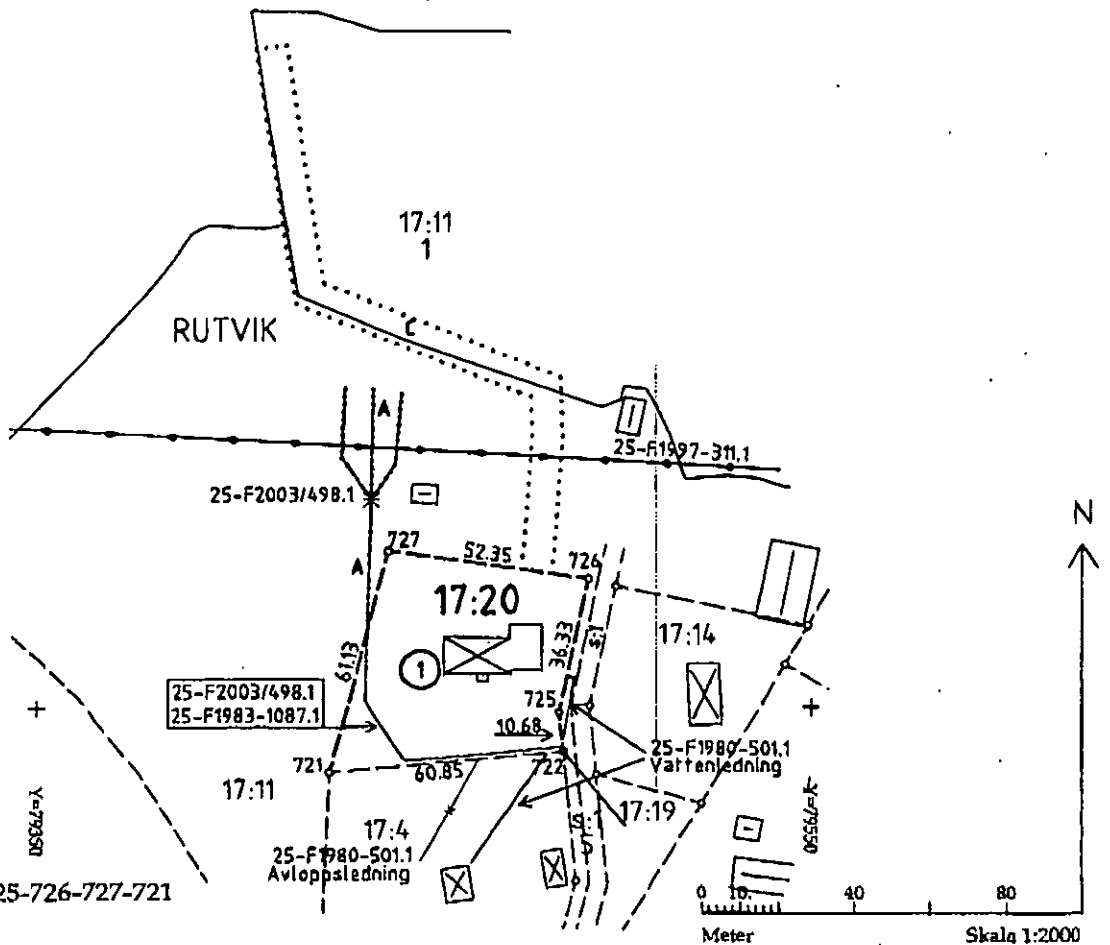 17:11
1
RUTVIK
C
A
25-F1997-311.1
25-F2003/498.1
N
727
52.35
726
A
17:20
S:1
17:14
36.33
61.13
1
25-F2003/498.1
25-F1983-1087.1
725
10.68
25-F1980-501.1
Vattenledning
721
60.85
722
17:11
17:19
Y=79350
Y=79550
17:4
25-F1980-501.1
Avloppsledning
25-726-727-721
0 10
40
80
Meter
Skala 1:2000